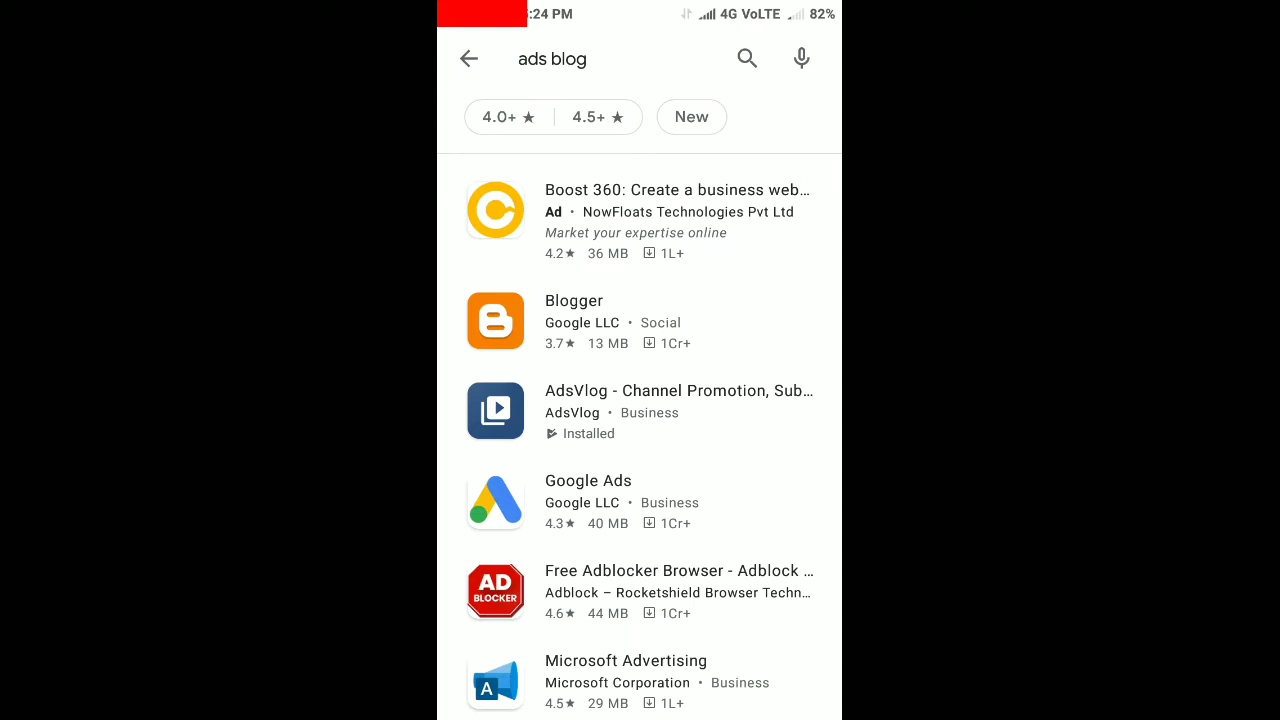 :24 PM 4G VoLTE 82%
ads blog
4.0+ ★ 4.5+ ★ New
Boost 360: Create a business web...
Ad • NowFloats Technologies Pvt Ltd
Market your expertise online
4.2★ 36 MB 1L+
Blogger
Google LLC • Social
3.7★ 13 MB 1Cr+
AdsVlog - Channel Promotion, Sub...
AdsVlog • Business
Installed
Google Ads
Google LLC • Business
4.3★ 40 MB 1Cr+
AD
BLOCKER
Free Adblocker Browser - Adblock ...
Adblock – Rocketshield Browser Techn...
4.6★ 44 MB 1Cr+
A
Microsoft Advertising
Microsoft Corporation • Business
4.5★ 29 MB 1L+